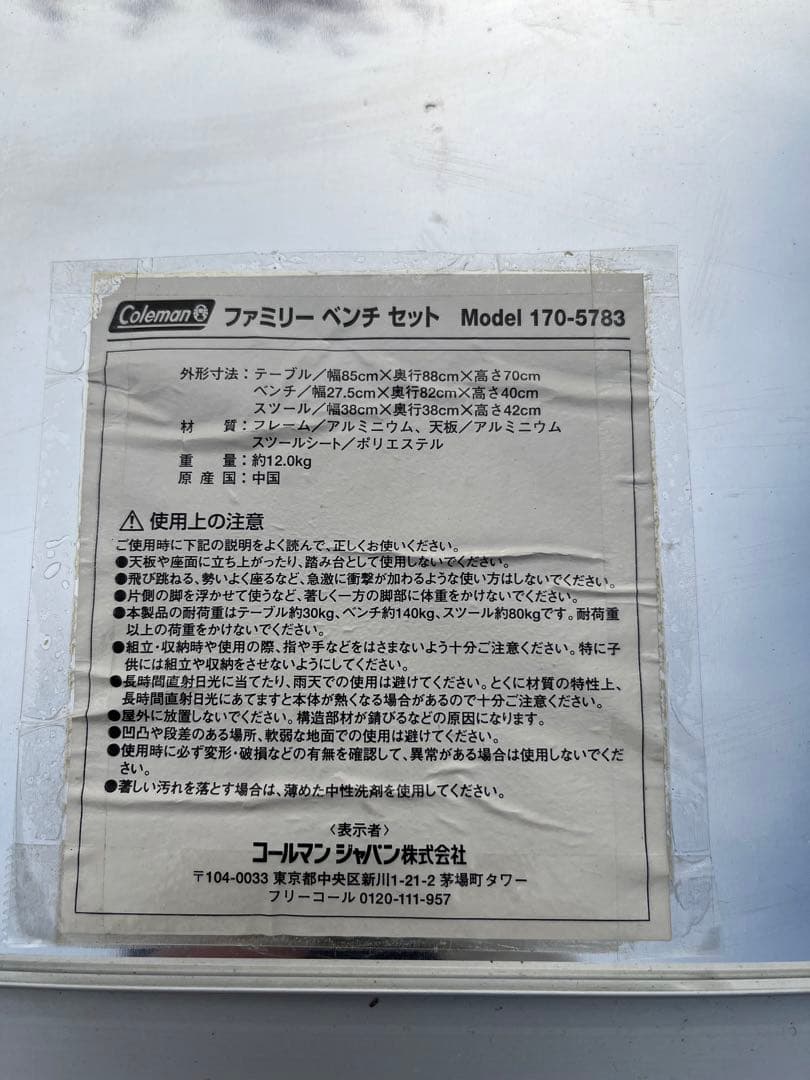 Coleman ファミリー ベンチ セット Model 170-5783
外形寸法：テーブル／幅85cm×奥行88cm×高さ70cm
ベンチ／幅27.5cm×奥行82cm×高さ40cm
スツール／幅38cm×奥行38cm×高さ42cm
材　質：フレーム／アルミニウム、天板／アルミニウム
スツールシート／ポリエステル
重　量：約12.0kg
原産国：中国
⚠ 使用上の注意
ご使用時に下記の説明をよく読んで、正しくお使いください。
●天板や座面に立ち上がったり、踏み台として使用しないでください。
●飛び跳ねる、勢いよく座るなど、急激に衝撃が加わるような使い方はしないでください。
●片側の脚を浮かせて使うなど、著しく一方の脚部に体重をかけないでください。
●本製品の耐荷重はテーブル約30kg、ベンチ約140kg、スツール約80kgです。耐荷重
以上の荷重をかけないでください。
●組立・収納時や使用の際、指や手などをはさまないよう十分ご注意ください。特に子
供には組立や収納をさせないようにしてください。
●長時間直射日光に当てたり、雨天での使用は避けてください。とくに材質の特性上、
長時間直射日光にあてますと本体が熱くなる場合があるので十分ご注意ください。
●屋外に放置しないでください。構造部材が錆びるなどの原因になります。
●凹凸や段差のある場所、軟弱な地面での使用は避けてください。
●使用時に必ず変形・破損などの有無を確認して、異常がある場合は使用しないでくだ
さい。
●著しい汚れを落とす場合は、薄めた中性洗剤を使用してください。
〈表示者〉
コールマン ジャパン株式会社
〒104-0033 東京都中央区新川1-21-2 茅場町タワー
フリーコール 0120-111-957